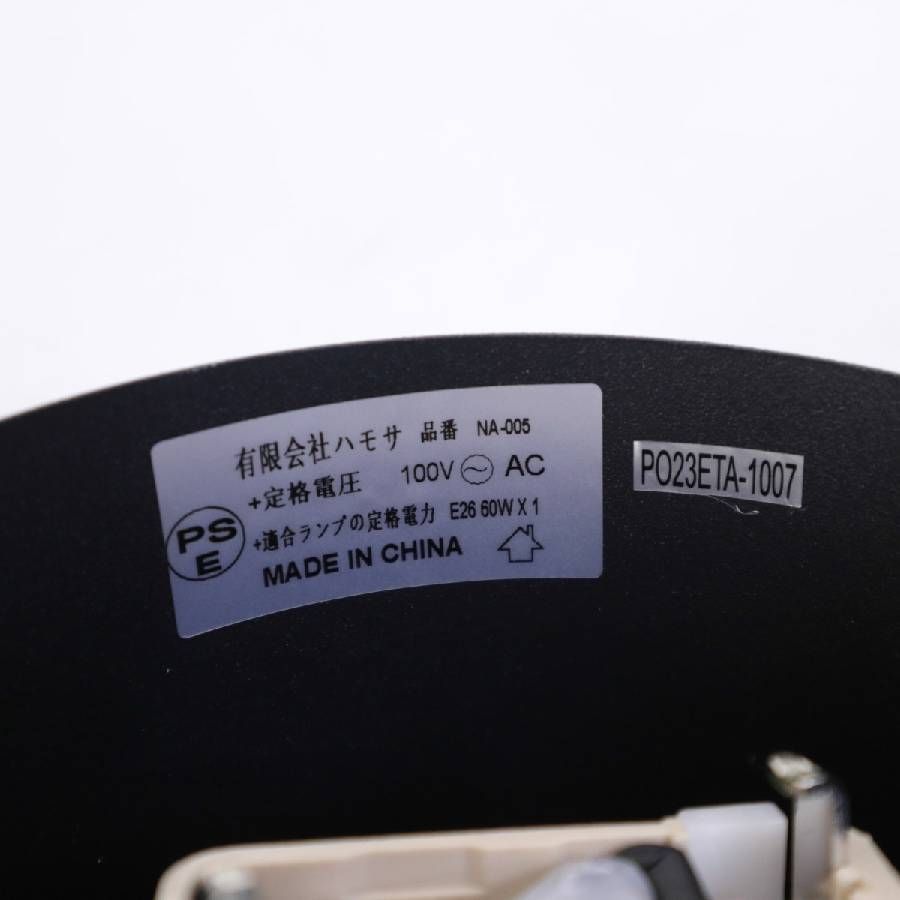 有限会社ハモサ 品番 NA-005
+定格電圧 100V AC
+適合ランプの定格電力 E26 60W X 1
MADE IN CHINA
PS
E
PO23ETA-1007